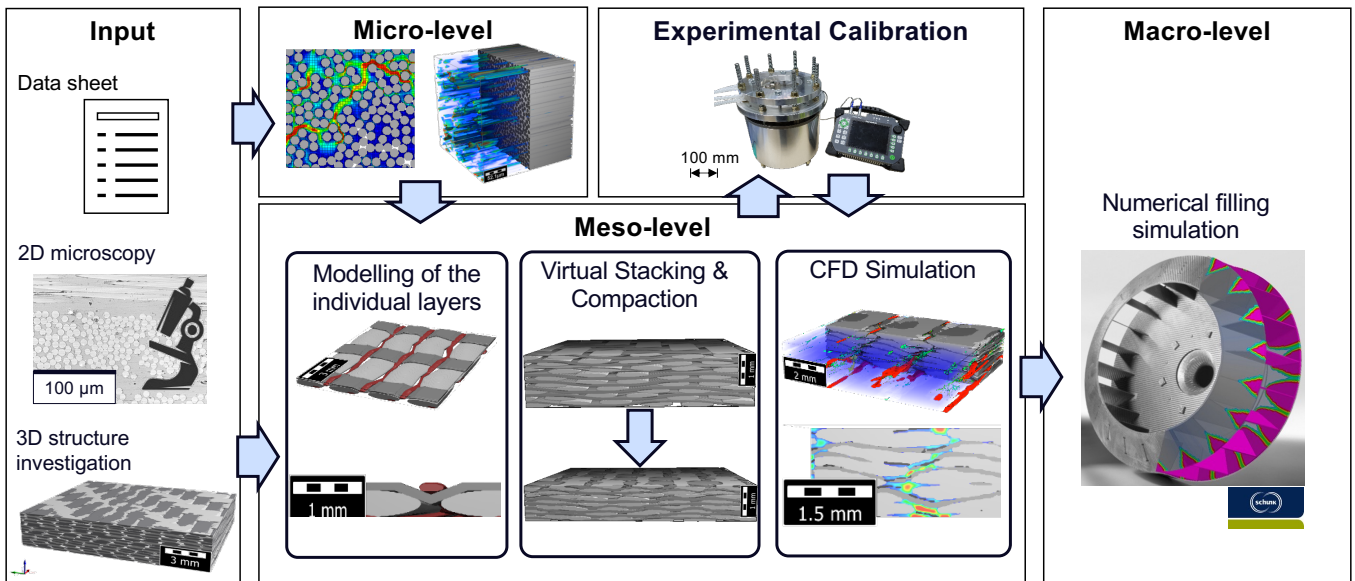 Input
Data sheet
2D microscopy
100 µm
3D structure
investigation
3 mm
Micro-level
Experimental Calibration
100 mm
Meso-level
Modelling of the
individual layers
1 mm
Virtual Stacking &
Compaction
1 mm
1 mm
CFD Simulation
2 mm
1.5 mm
Macro-level
Numerical filling
simulation
schunk